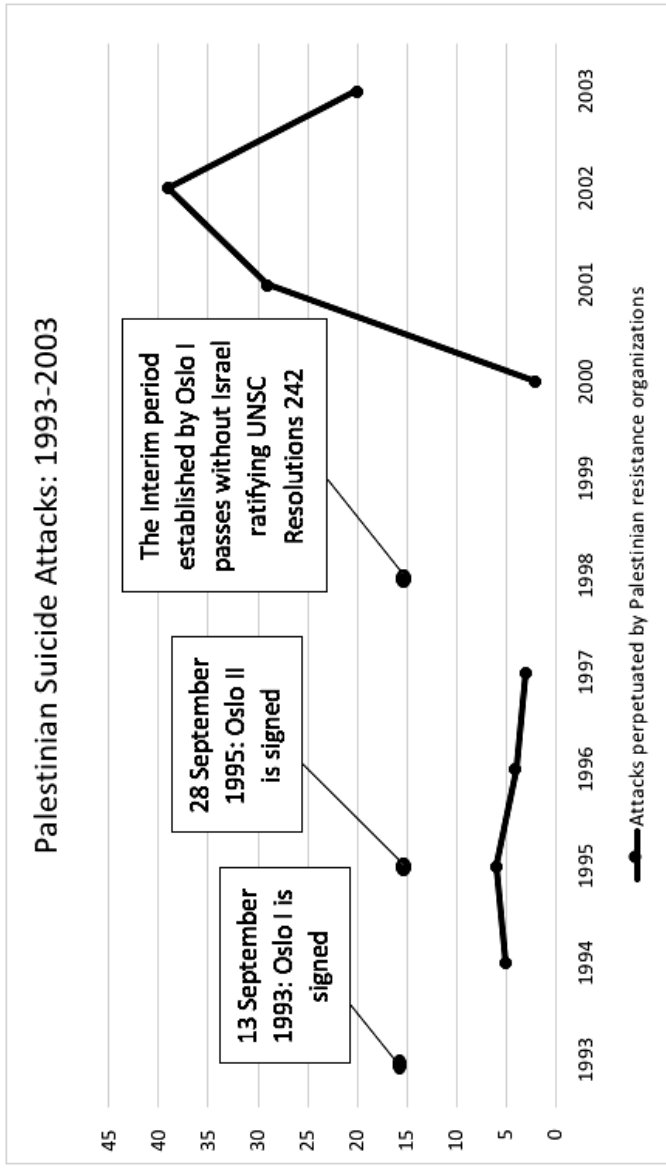 Palestinian Suicide Attacks: 1993-2003
45
40
35
30
25
20
15
10
5
0
13 September
1993: Oslo I is
signed
28 September
1995: Oslo II
is signed
The Interim period
established by Oslo I
passes without Israel
ratifying UNSC
Resolutions 242
1993 1994 1995 1996 1997 1998 1999 2000 2001 2002 2003
Attacks perpetuated by Palestinian resistance organizations